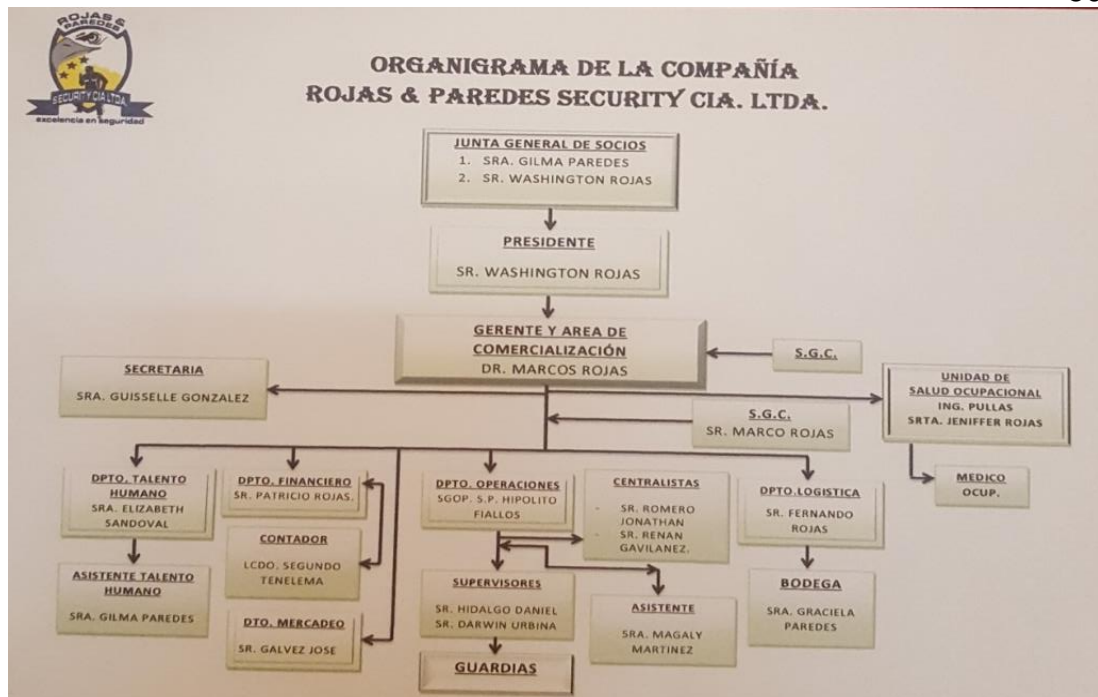 ROJAS &
PAREDES
SECURITY CIA LTDA.
excelencia en seguridad
ORGANIGRAMA DE LA COMPAÑÍA
ROJAS & PAREDES SECURITY CIA. LTDA.
JUNTA GENERAL DE SOCIOS
1. SRA. GILMA PAREDES
2. SR. WASHINGTON ROJAS
PRESIDENTE
SR. WASHINGTON ROJAS
GERENTE Y AREA DE
COMERCIALIZACIÓN
DR. MARCOS ROJAS
S.G.C.
SECRETARIA
SRA. GUISSELLE GONZALEZ
UNIDAD DE
SALUD OCUPACIONAL
ING. PULLAS
SRTA. JENIFFER ROJAS
S.G.C.
SR. MARCO ROJAS
MEDICO
OCUP.
DPTO. TALENTO
HUMANO
SRA. ELIZABETH
SANDOVAL
DPTO. FINANCIERO
SR. PATRICIO ROJAS.
DPTO. OPERACIONES
SGOP. S.P. HIPOLITO
FIALLOS
CENTRALISTAS
- SR. ROMERO
JONATHAN
- SR. RENAN
GAVILANEZ.
DPTO.LOGISTICA
SR. FERNANDO
ROJAS
CONTADOR
LCDO. SEGUNDO
TENELEMA
ASISTENTE TALENTO
HUMANO
SRA. GILMA PAREDES
SUPERVISORES
SR. HIDALGO DANIEL
SR. DARWIN URBINA
ASISTENTE
SRA. MAGALY
MARTINEZ
BODEGA
SRA. GRACIELA
PAREDES
DTO. MERCADEO
SR. GALVEZ JOSE
GUARDIAS